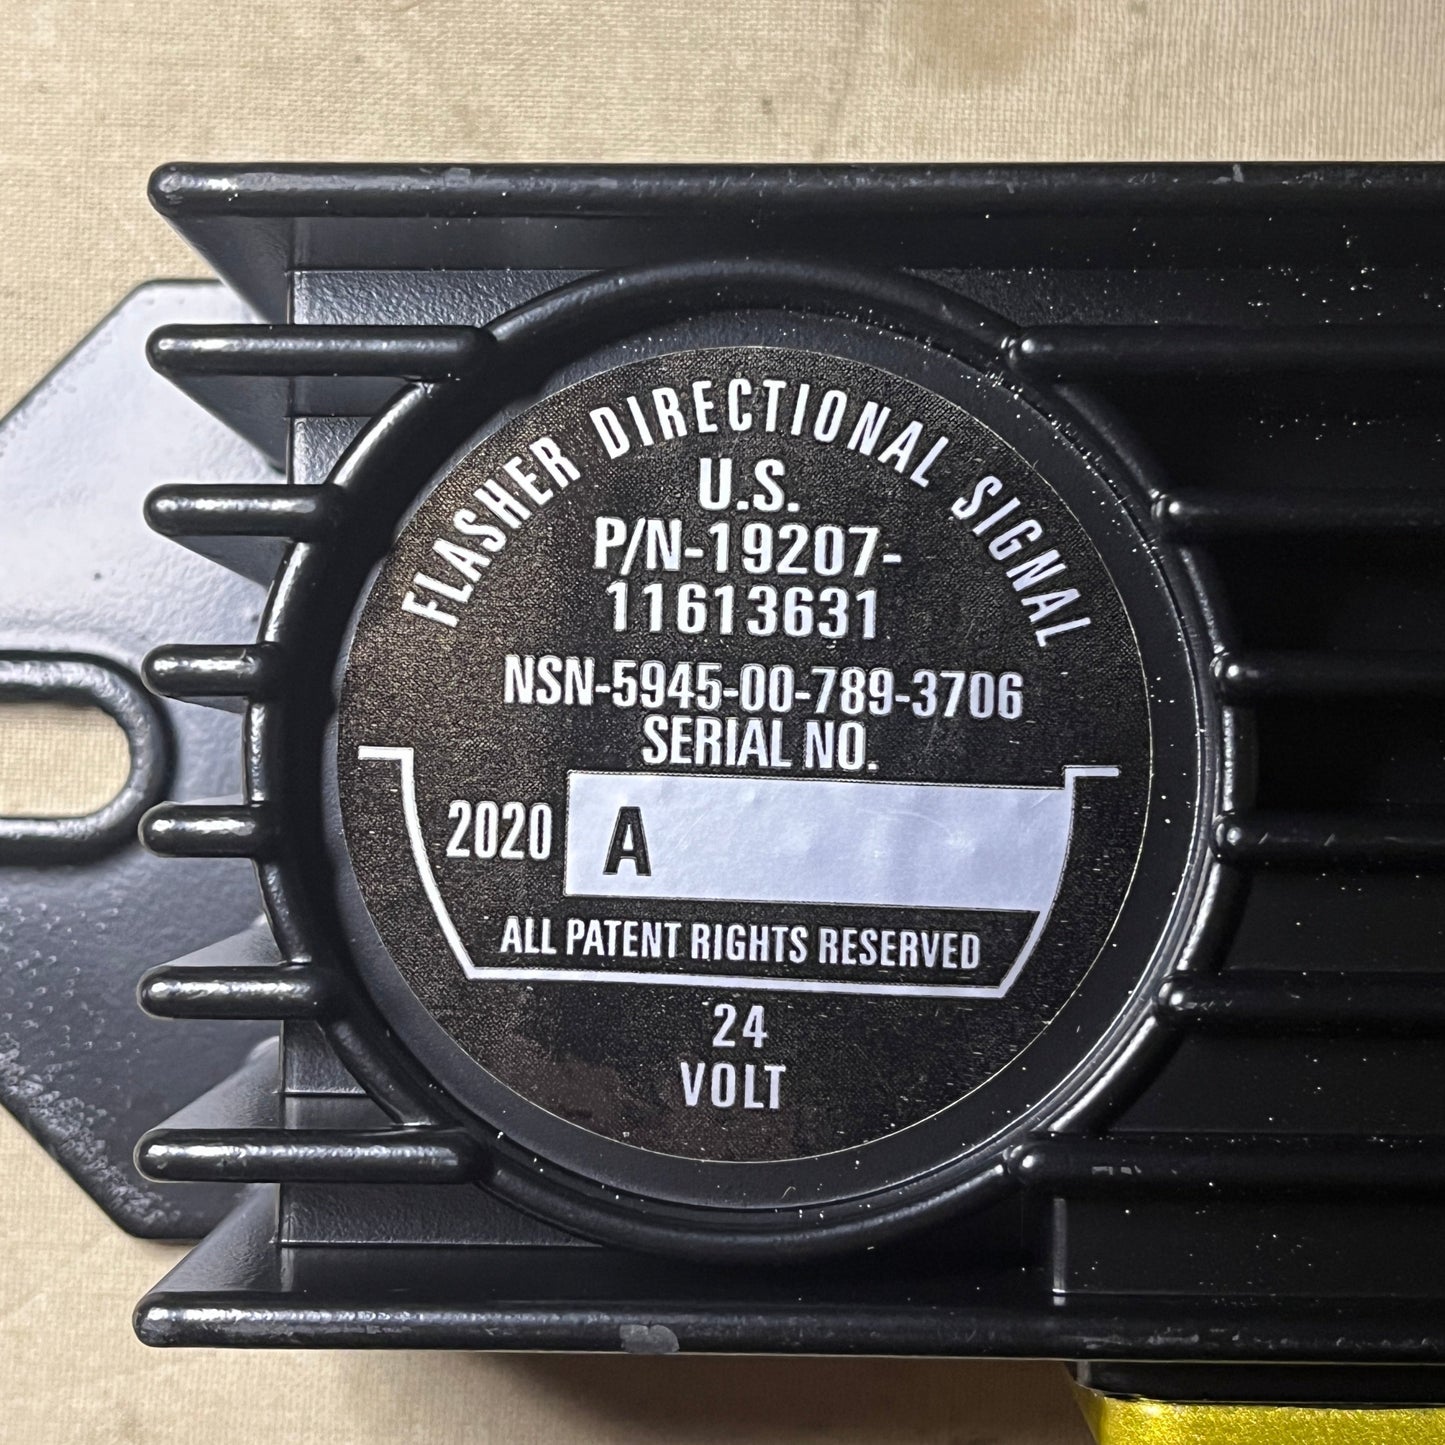 FLASHER DIRECTIONAL SIGNAL
U.S.
P/N-19207-
11613631
NSN-5945-00-789-3706
SERIAL NO.
2020 A
ALL PATENT RIGHTS RESERVED
24
VOLT